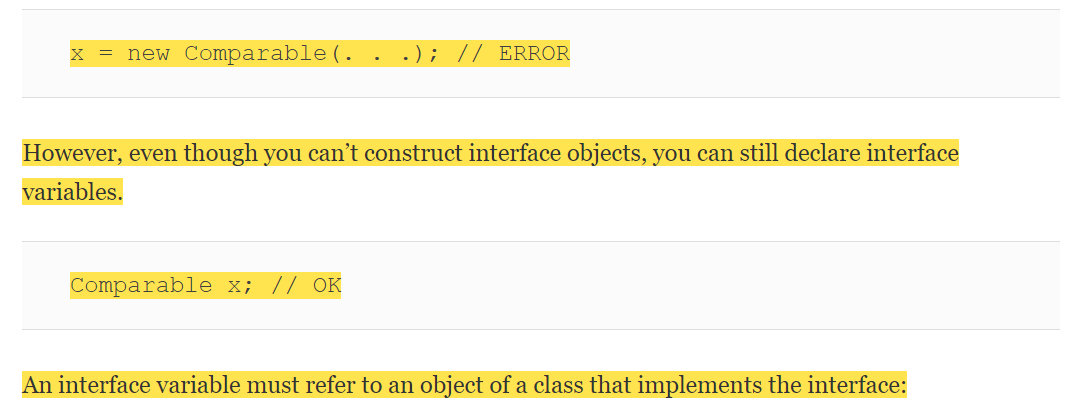 x = new Comparable(. . .); // ERROR
However, even though you can’t construct interface objects, you can still declare interface
variables.
Comparable x; // OK
An interface variable must refer to an object of a class that implements the interface: